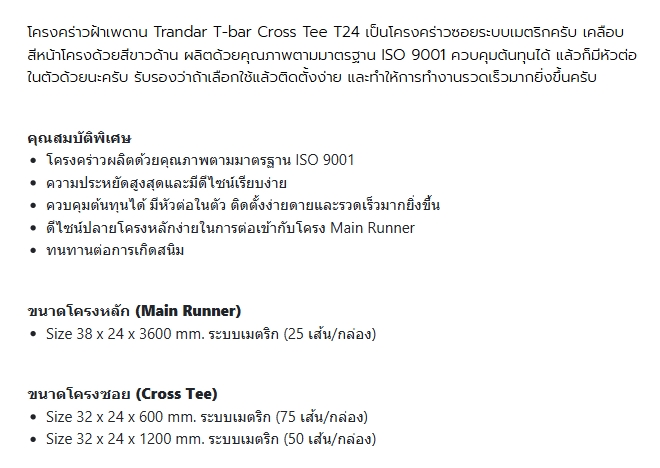 โครงคร่าวฝ้าเพดาน Trandar T-bar Cross Tee T24 เป็นโครงคร่าวซอยระบบเมตริกครับ เคลือบ
สีหน้าโครงด้วยสีขาวด้าน ผลิตด้วยคุณภาพตามมาตรฐาน ISO 9001 ควบคุมต้นทุนได้ แล้วก็มีหัวต่อ
ในตัวด้วยนะครับ รับรองว่าถ้าเลือกใช้แล้วติดตั้งง่าย และทำให้การทำงานรวดเร็วมากยิ่งขึ้นครับ
คุณสมบัติพิเศษ
• โครงคร่าวผลิตด้วยคุณภาพตามมาตรฐาน ISO 9001
• ความประหยัดสูงสุดและมีดีไซน์เรียบง่าย
• ควบคุมต้นทุนได้ มีหัวต่อในตัว ติดตั้งง่ายดายและรวดเร็วมากยิ่งขึ้น
• ดีไซน์ปลายโครงหลักง่ายในการต่อเข้ากับโครง Main Runner
• ทนทานต่อการเกิดสนิม
ขนาดโครงหลัก (Main Runner)
• Size 38 x 24 x 3600 mm. ระบบเมตริก (25 เส้น/กล่อง)
ขนาดโครงซอย (Cross Tee)
• Size 32 x 24 x 600 mm. ระบบเมตริก (75 เส้น/กล่อง)
• Size 32 x 24 x 1200 mm. ระบบเมตริก (50 เส้น/กล่อง)